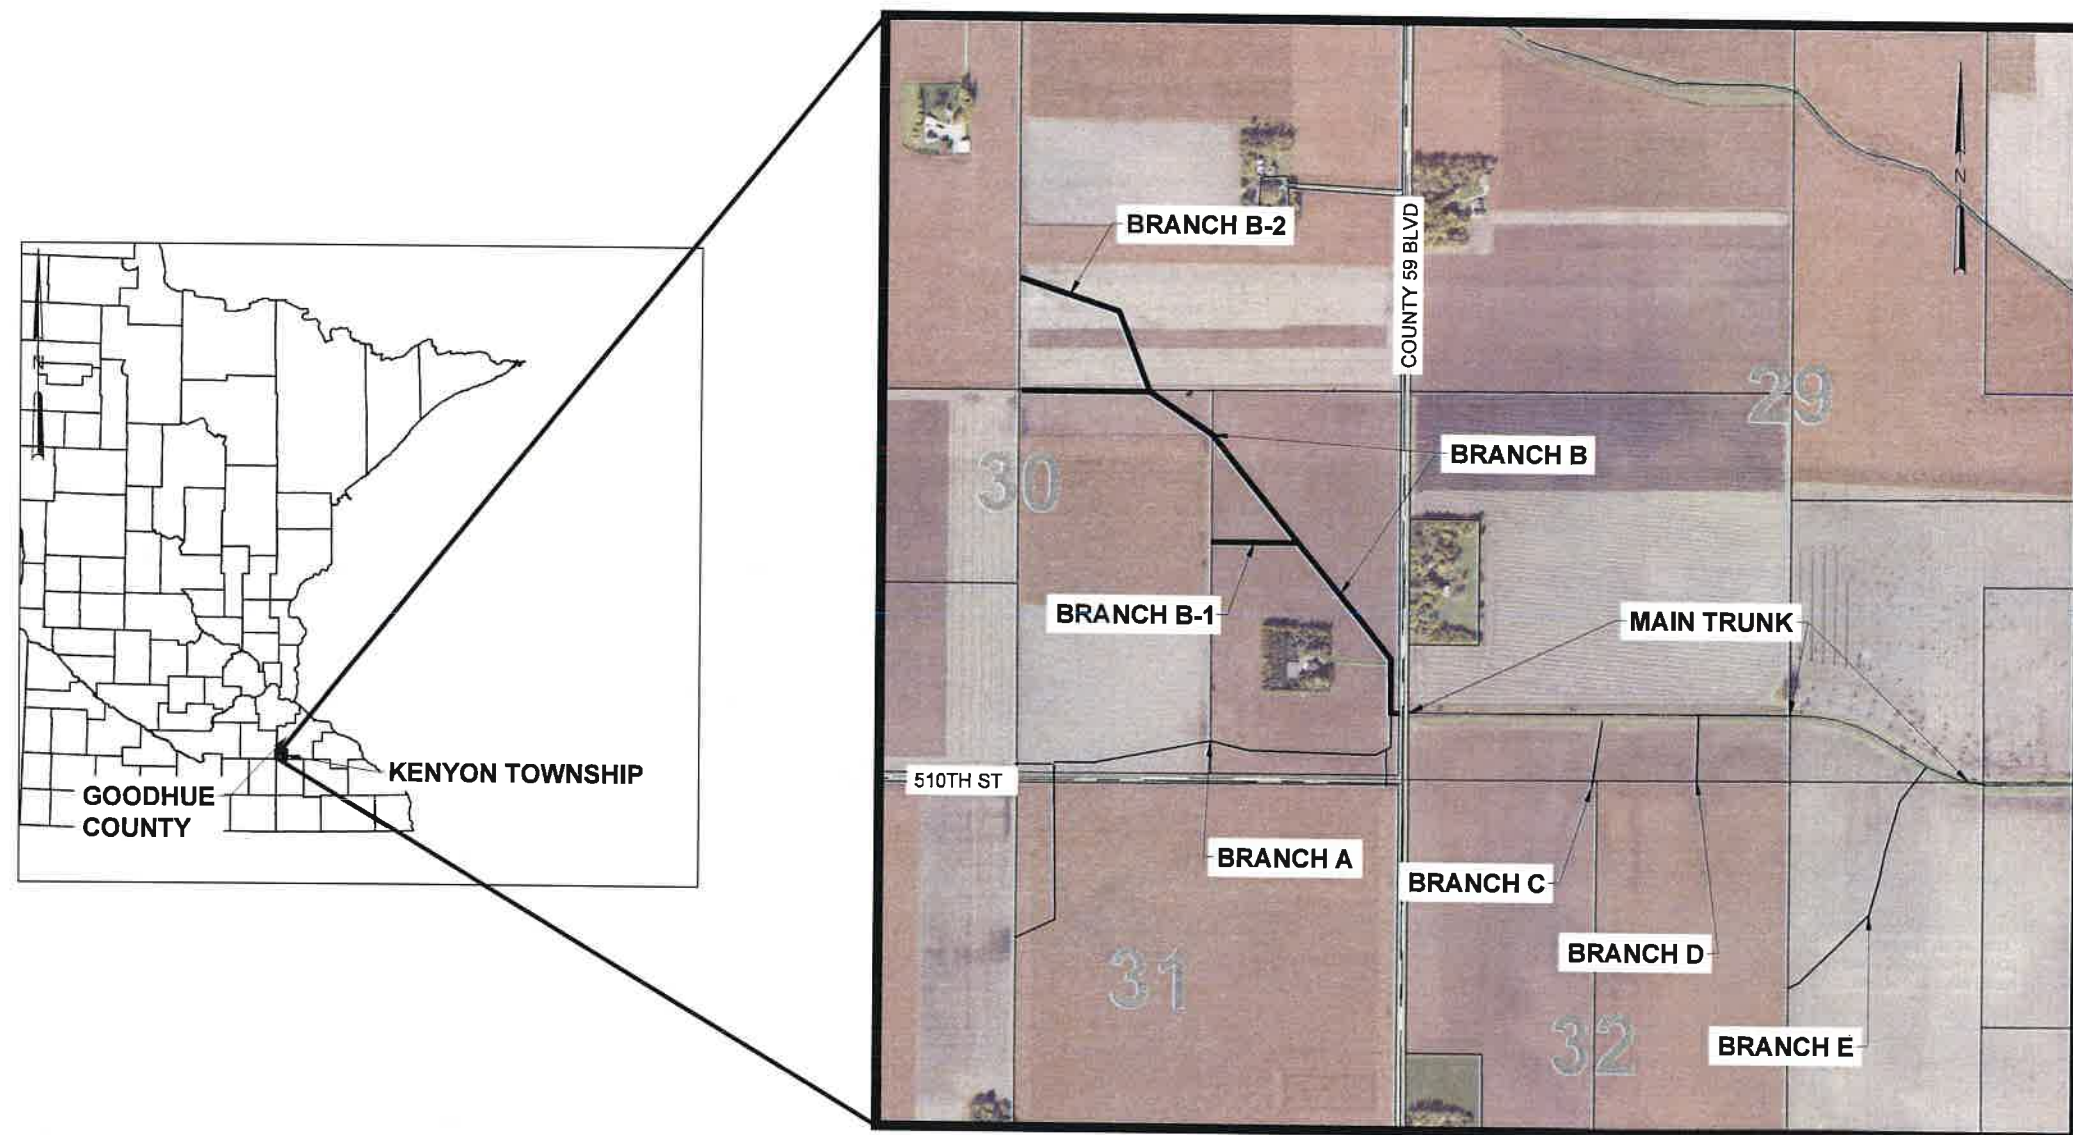 GOODHUE
COUNTY
KENYON TOWNSHIP
N
BRANCH B-2
COUNTY 59 BLVD
N
29
BRANCH B
30
BRANCH B-1
MAIN TRUNK
510TH ST
BRANCH A
BRANCH C
BRANCH D
31
32
BRANCH E